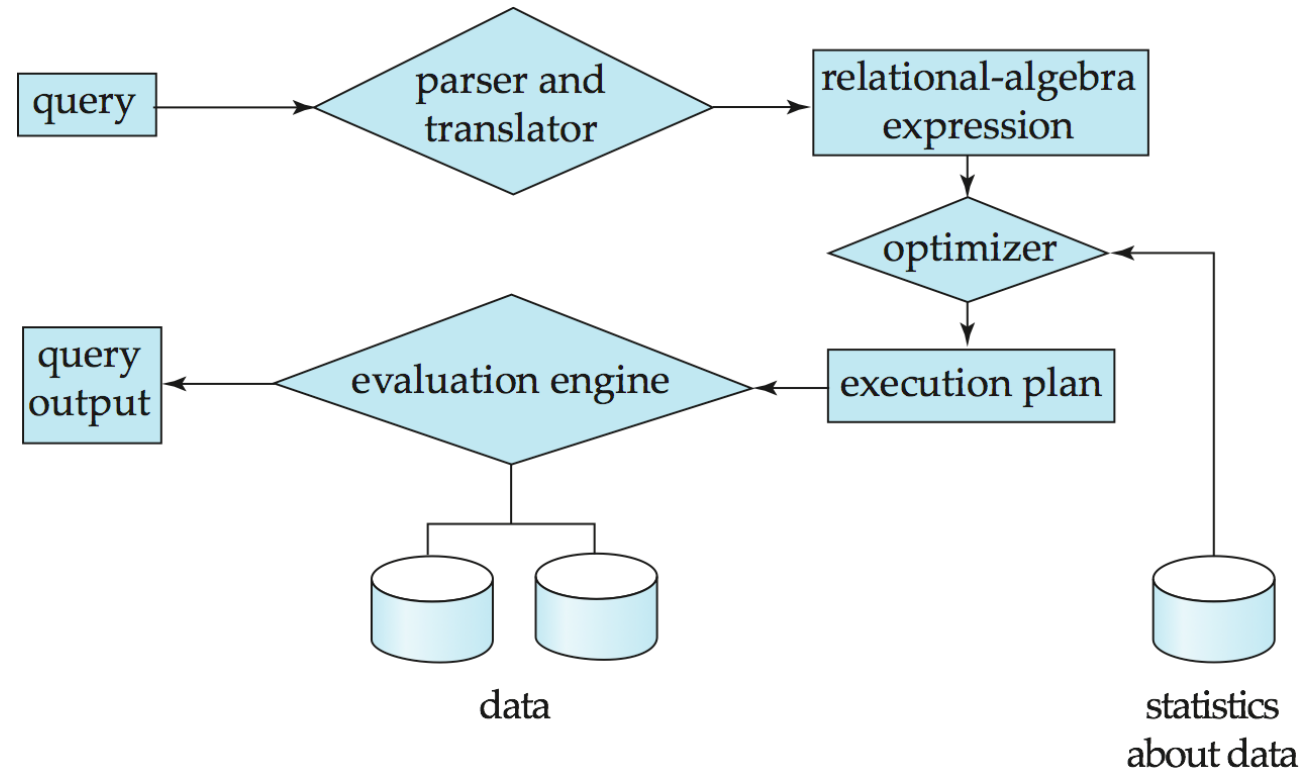 query
parser and
translator
relational-algebra
expression
optimizer
query
output
evaluation engine
execution plan
data
statistics
about data